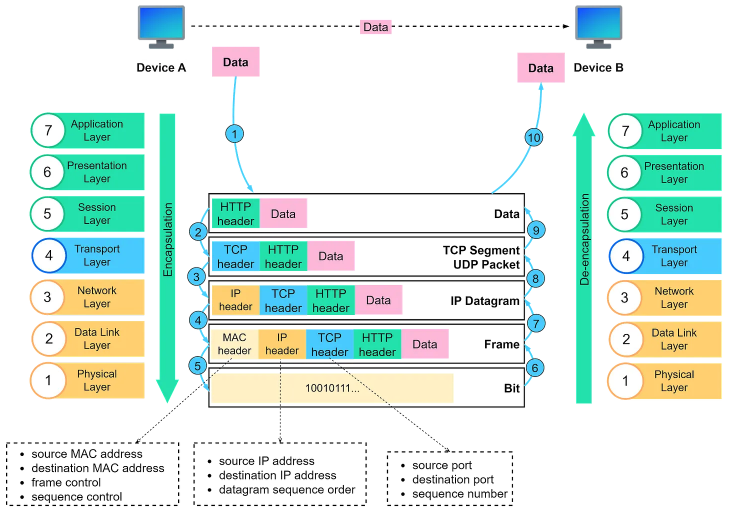 Data
Device A
Device B
Data
Data
1
10
7 Application Layer
6 Presentation Layer
5 Session Layer
4 Transport Layer
3 Network Layer
2 Data Link Layer
1 Physical Layer
Encapsulation
HTTP header Data Data
2
9
TCP header HTTP header Data TCP Segment UDP Packet
3
8
IP header TCP header HTTP header Data IP Datagram
4
7
MAC header IP header TCP header HTTP header Data Frame
5
6
10010111... Bit
De-encapsulation
7 Application Layer
6 Presentation Layer
5 Session Layer
4 Transport Layer
3 Network Layer
2 Data Link Layer
1 Physical Layer
• source MAC address
• destination MAC address
• frame control
• sequence control
• source IP address
• destination IP address
• datagram sequence order
• source port
• destination port
• sequence number